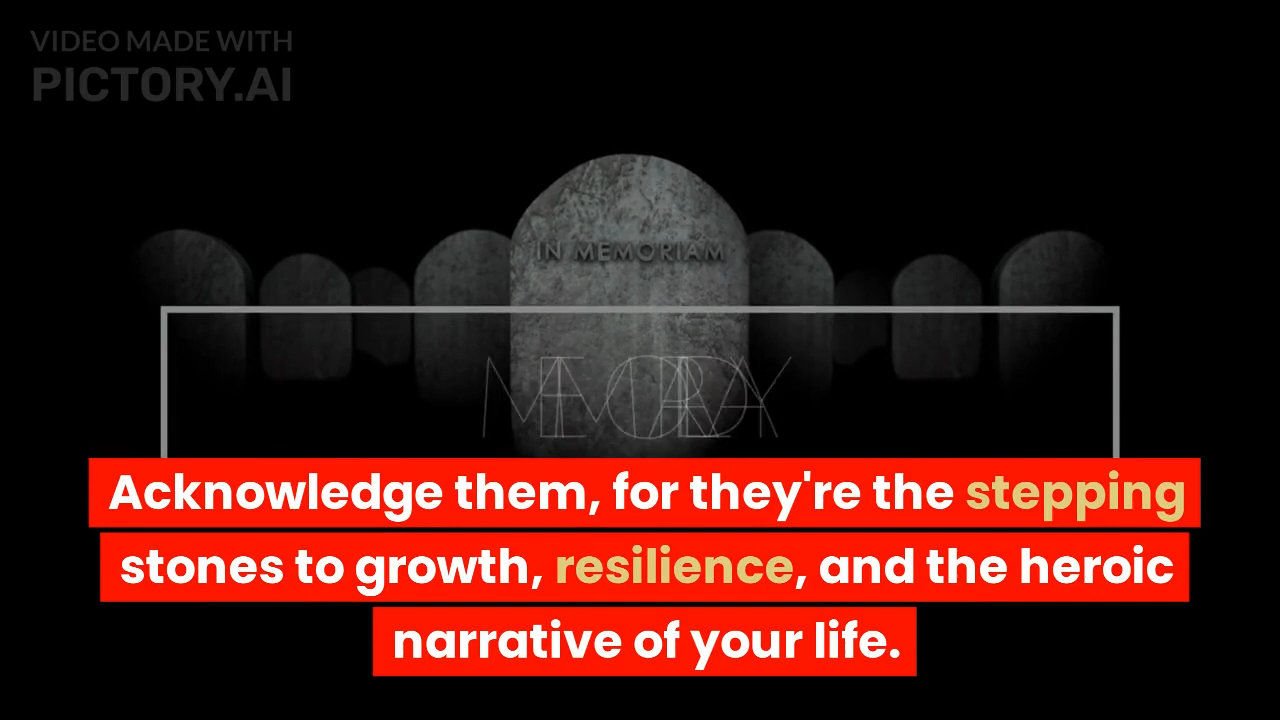 VIDEO MADE WITH
PICTORY.AI
IN MEMORIAM
Acknowledge them, for they're the stepping
stones to growth, resilience, and the heroic
narrative of your life.